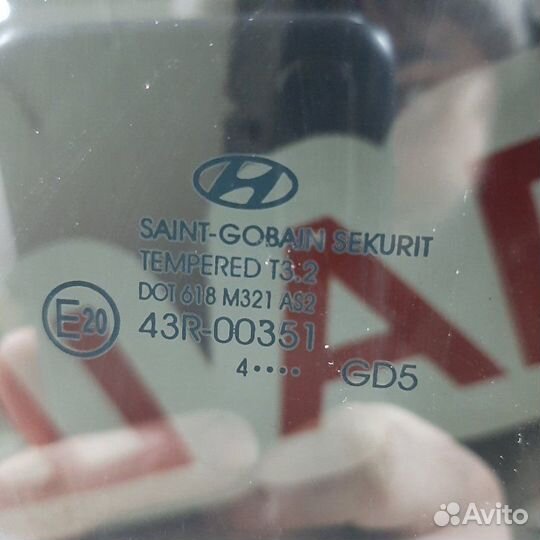 SAINT-GOBAIN SEKURIT
TEMPERED T3.2
DOT 618 M321 AS2
E20
43R-00351
4•••• GD5
Avito